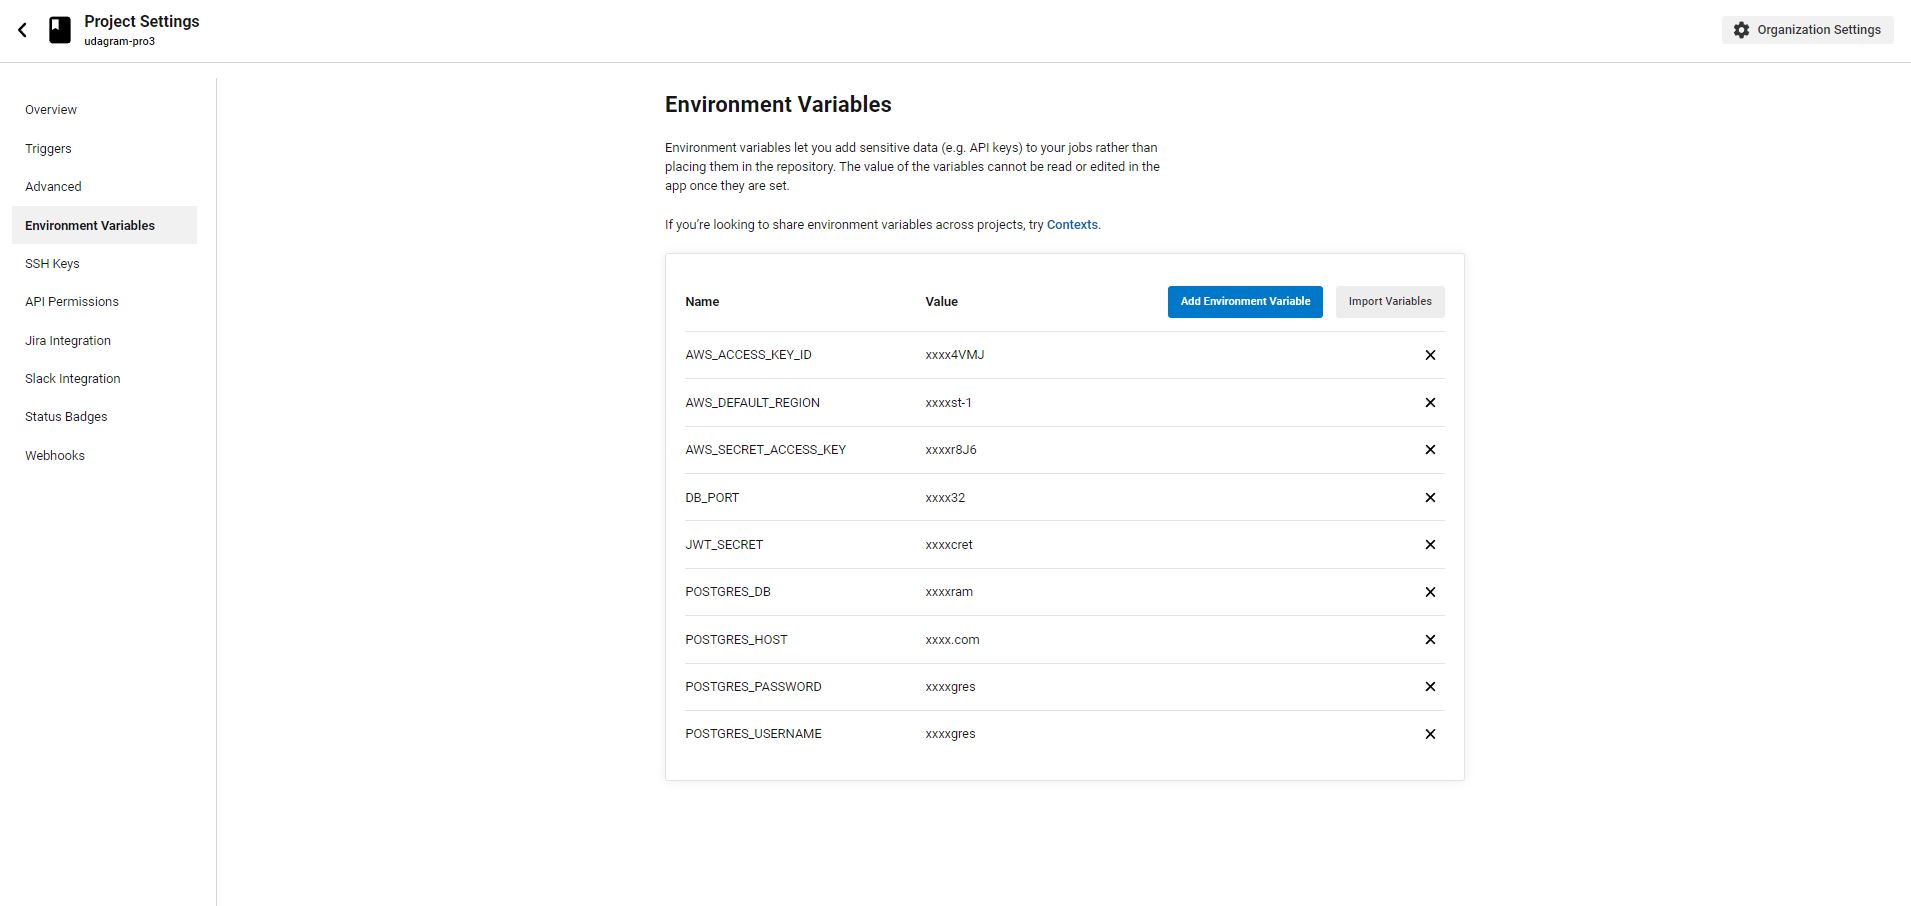 Project Settings
udagram-pro3
Organization Settings
Overview
Triggers
Advanced
Environment Variables
SSH Keys
API Permissions
Jira Integration
Slack Integration
Status Badges
Webhooks
Environment Variables
Environment variables let you add sensitive data (e.g. API keys) to your jobs rather than
placing them in the repository. The value of the variables cannot be read or edited in the
app once they are set.
If you’re looking to share environment variables across projects, try Contexts.
Name Value Add Environment Variable Import Variables
AWS_ACCESS_KEY_ID xxxx4VMJ
AWS_DEFAULT_REGION xxxxst-1
AWS_SECRET_ACCESS_KEY xxxxr8J6
DB_PORT xxxx32
JWT_SECRET xxxxcret
POSTGRES_DB xxxxram
POSTGRES_HOST xxxx.com
POSTGRES_PASSWORD xxxxgres
POSTGRES_USERNAME xxxxgres